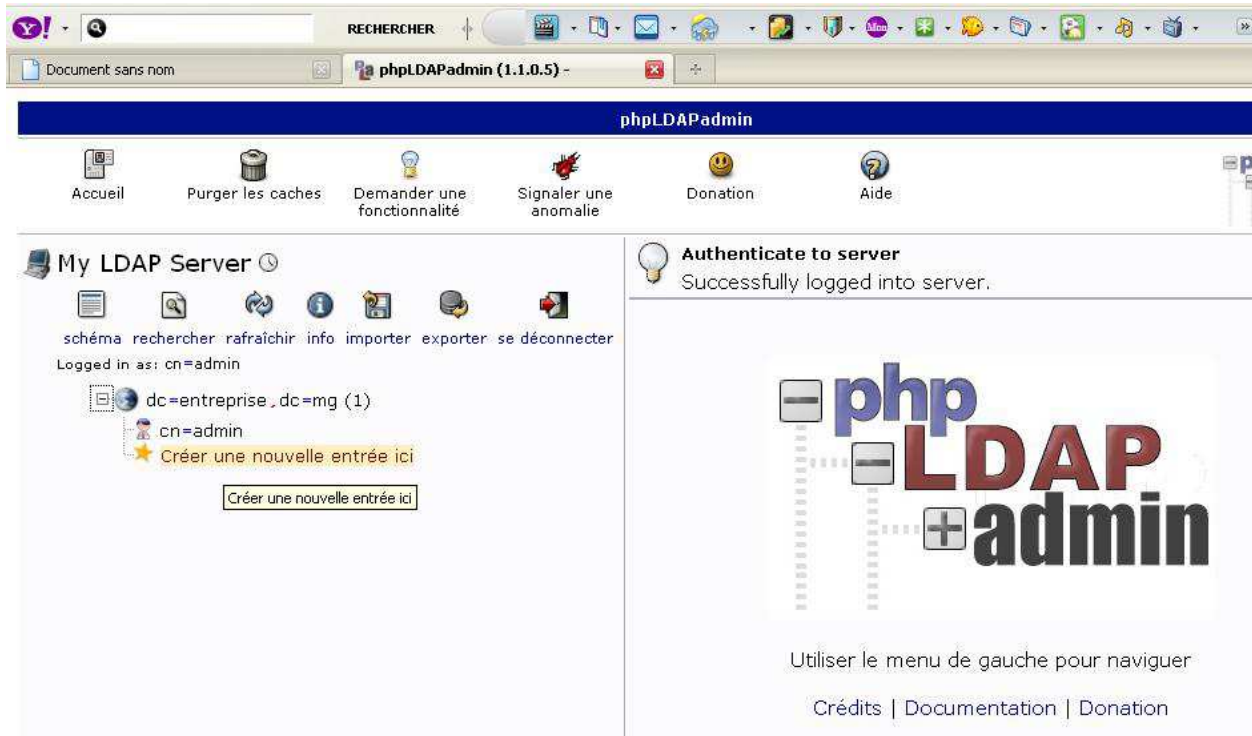 Y!
RECHERCHER
Mon
Document sans nom
phpLDAPadmin (1.1.0.5) -
phpLDAPadmin
Accueil
Purger les caches
Demander une
fonctionnalité
Signaler une
anomalie
Donation
Aide
My LDAP Server
schéma rechercher rafraîchir info importer exporter se déconnecter
Logged in as: cn=admin
dc=entreprise,dc=mg (1)
cn=admin
Créer une nouvelle entrée ici
Créer une nouvelle entrée ici
Authenticate to server
Successfully logged into server.
php
LDAP
admin
Utiliser le menu de gauche pour naviguer
Crédits | Documentation | Donation